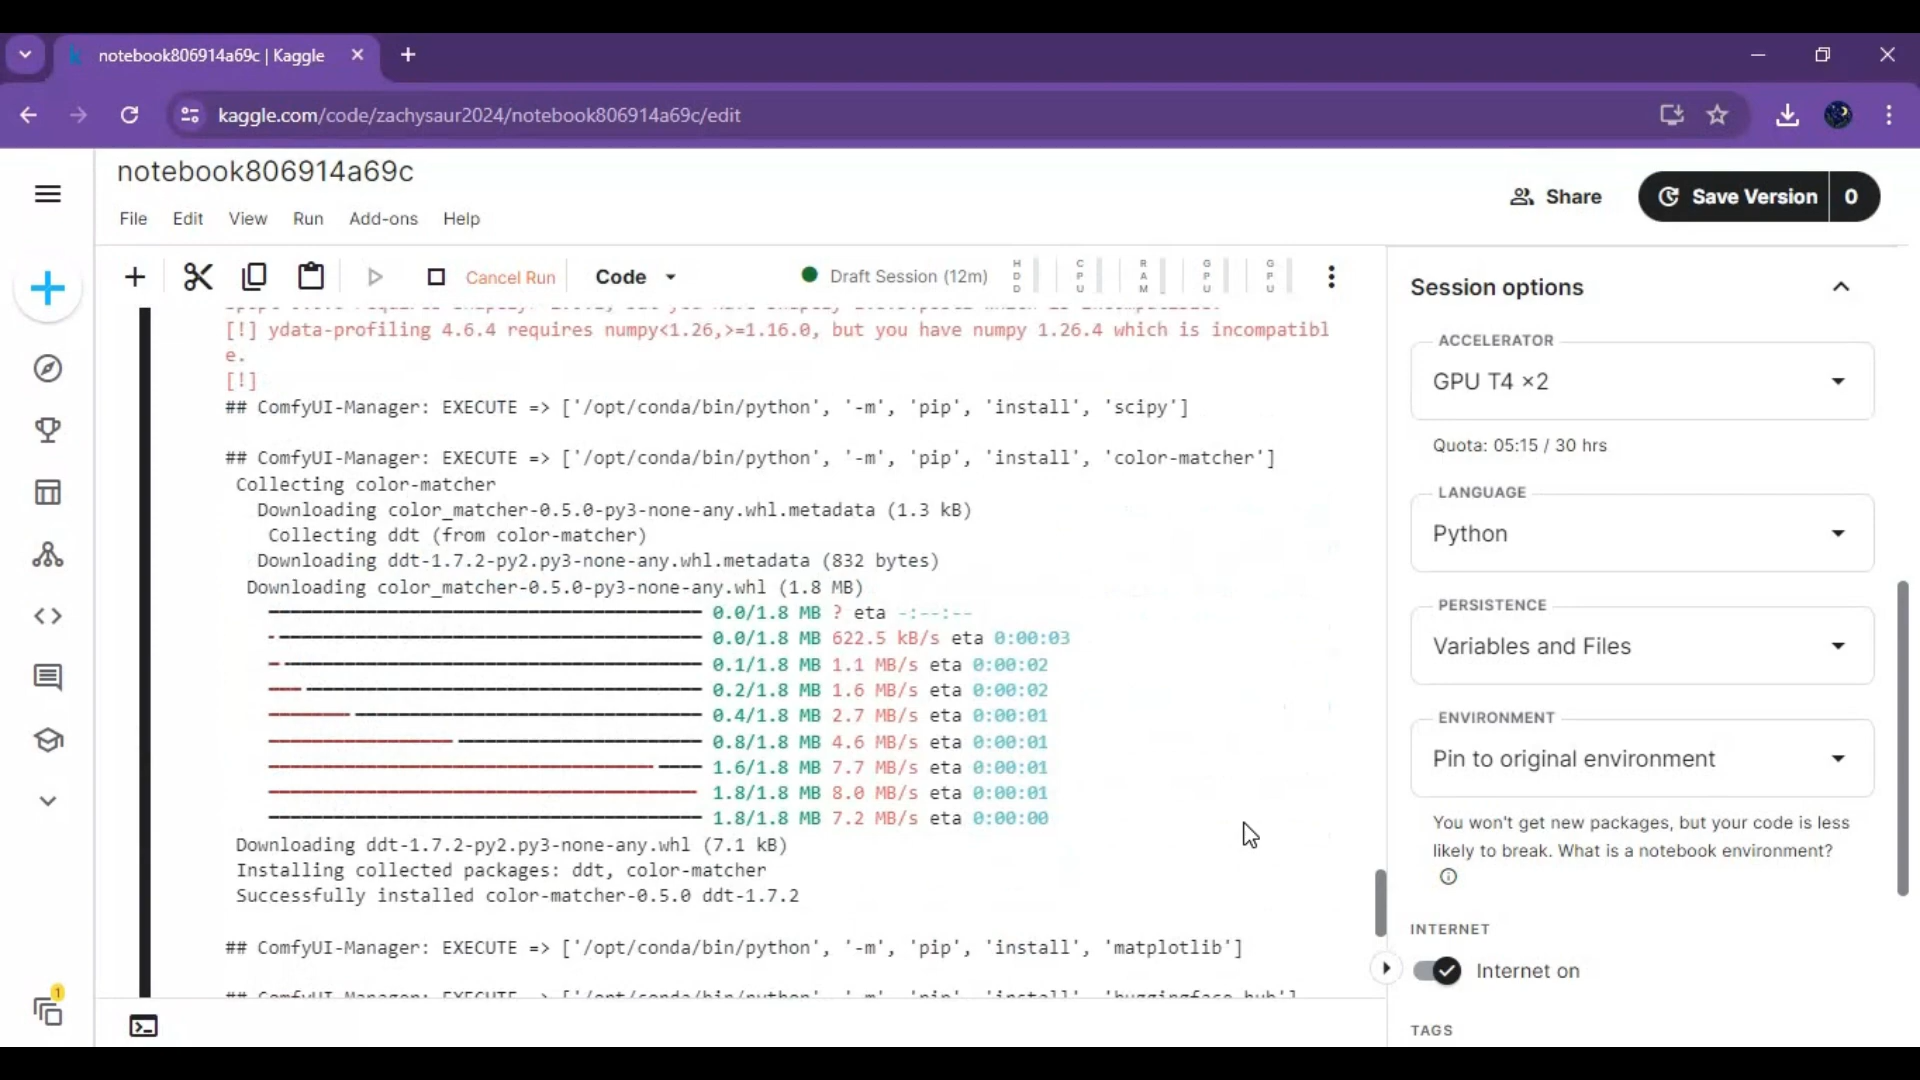 notebook806914a69c | Kaggle
kaggle.com/code/zachysaur2024/notebook806914a69c/edit
notebook806914a69c
File Edit View Run Add-ons Help
Share
Save Version 0
Cancel Run
Code
Draft Session (12m)
HDD
CPU
RAM
GPU
GPU
[!] ydata-profiling 4.6.4 requires numpy<1.26,>=1.16.0, but you have numpy 1.26.4 which is incompatibl
e.
[!]
## ComfyUI-Manager: EXECUTE => ['/opt/conda/bin/python', '-m', 'pip', 'install', 'scipy']
## ComfyUI-Manager: EXECUTE => ['/opt/conda/bin/python', '-m', 'pip', 'install', 'color-matcher']
Collecting color-matcher
Downloading color_matcher-0.5.0-py3-none-any.whl.metadata (1.3 kB)
Collecting ddt (from color-matcher)
Downloading ddt-1.7.2-py2.py3-none-any.whl.metadata (832 bytes)
Downloading color_matcher-0.5.0-py3-none-any.whl (1.8 MB)
0.0/1.8 MB ? eta -:--:--
0.0/1.8 MB 622.5 kB/s eta 0:00:03
0.1/1.8 MB 1.1 MB/s eta 0:00:02
0.2/1.8 MB 1.6 MB/s eta 0:00:02
0.4/1.8 MB 2.7 MB/s eta 0:00:01
0.8/1.8 MB 4.6 MB/s eta 0:00:01
1.6/1.8 MB 7.7 MB/s eta 0:00:01
1.8/1.8 MB 8.0 MB/s eta 0:00:01
1.8/1.8 MB 7.2 MB/s eta 0:00:00
Downloading ddt-1.7.2-py2.py3-none-any.whl (7.1 kB)
Installing collected packages: ddt, color-matcher
Successfully installed color-matcher-0.5.0 ddt-1.7.2
## ComfyUI-Manager: EXECUTE => ['/opt/conda/bin/python', '-m', 'pip', 'install', 'matplotlib']
Session options
ACCELERATOR
GPU T4 ×2
Quota: 05:15 / 30 hrs
LANGUAGE
Python
PERSISTENCE
Variables and Files
ENVIRONMENT
Pin to original environment
You won't get new packages, but your code is less
likely to break. What is a notebook environment?
INTERNET
Internet on
TAGS
1